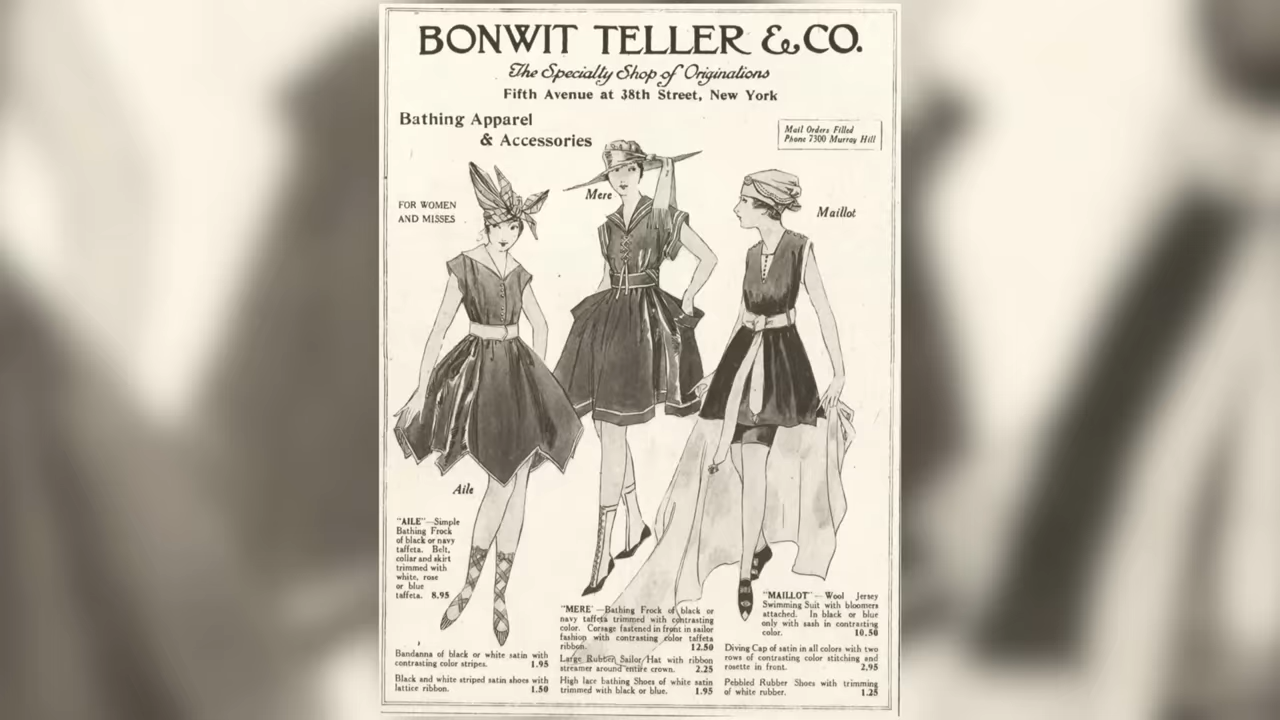 BONWIT TELLER & CO.
The Specialty Shop of Originations
Fifth Avenue at 38th Street, New York
Bathing Apparel
& Accessories
Mail Orders Filled
Phone 7300 Murray Hill
FOR WOMEN
AND MISSES
Mere
Maillot
Aile
"AILE"—Simple
Bathing Frock
of black or navy
taffeta. Belt,
collar and skirt
trimmed with
white, rose
or blue
taffeta. 8.95
Bandanna of black or white satin with
contrasting color stripes. 1.95
Black and white striped satin shoes with
lattice ribbon. 1.50
"MERE"—Bathing Frock of black or
navy taffeta trimmed with contrasting
color. Corsage fastened in front in sailor
fashion with contrasting color taffeta
ribbon. 12.50
Large Rubber Sailor Hat with ribbon
streamer around entire crown. 2.25
High lace bathing Shoes of white satin
trimmed with black or blue. 1.95
"MAILLOT"—Wool Jersey
Swimming Suit with bloomers
attached. In black or blue
only with sash in contrasting
color. 10.50
Diving Cap of satin in all colors with two
rows of contrasting color stitching and
rosette in front. 2.95
Pebbled Rubber Shoes with trimming
of white rubber. 1.25